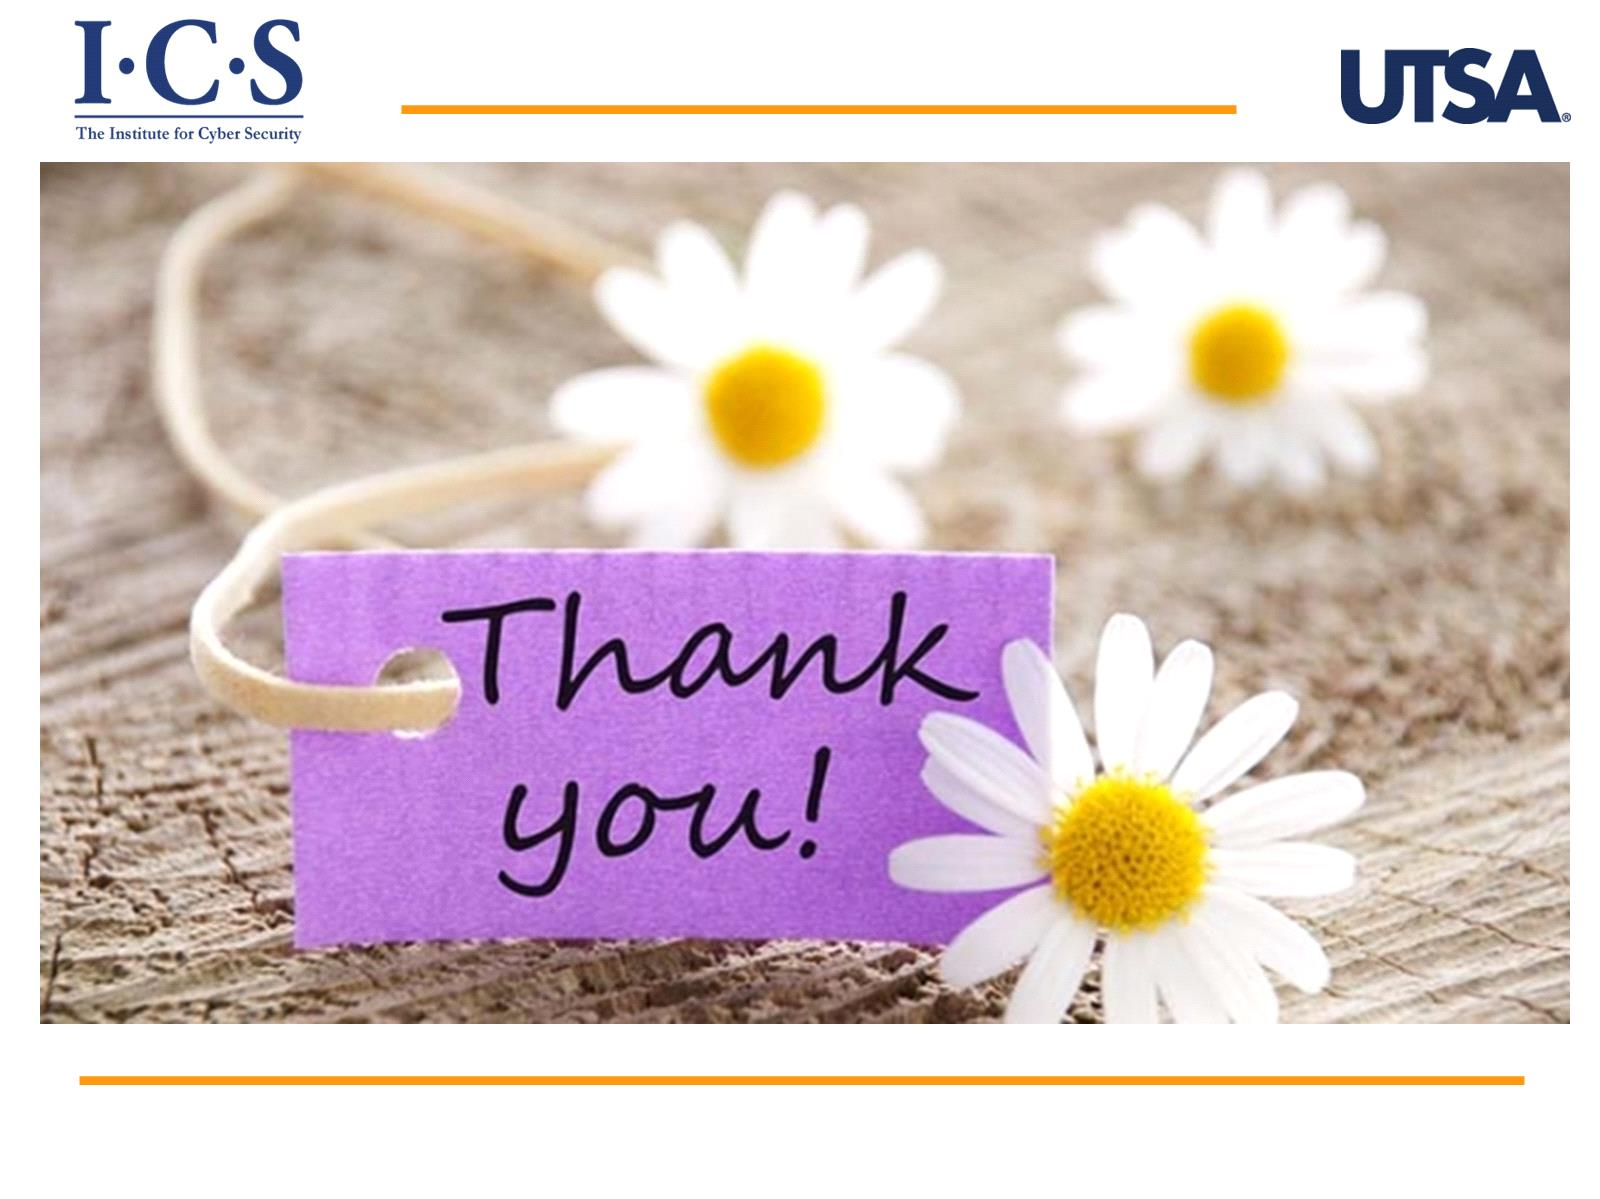 I·C·S
The Institute for Cyber Security
UTSA®
Thank
you!